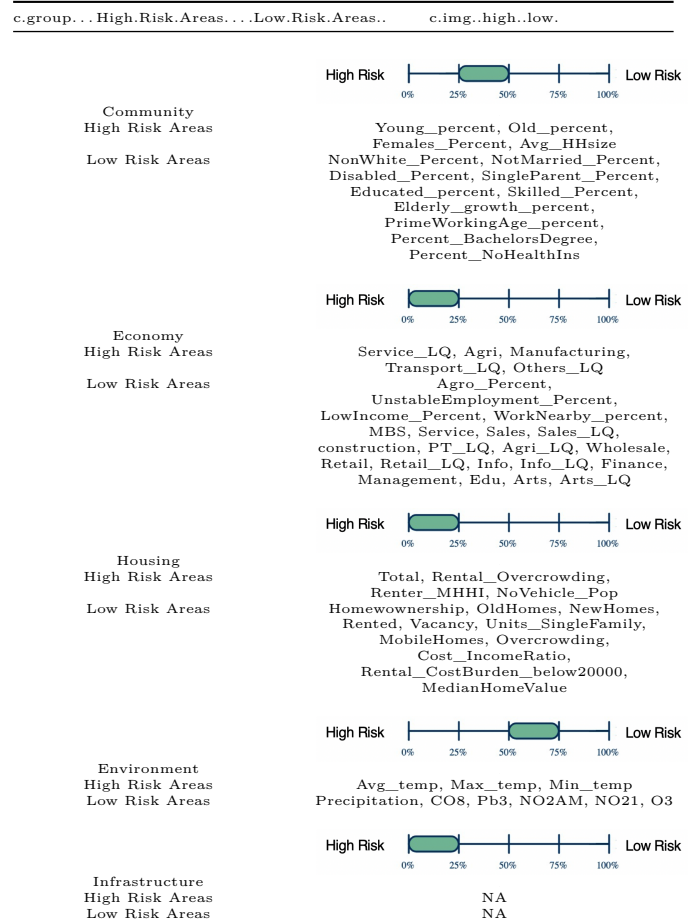 c.group...High.Risk.Areas....Low.Risk.Areas.. c.img..high..low.
High Risk Low Risk
0% 25% 50% 75% 100%
Community
High Risk Areas Young_percent, Old_percent,
Females_Percent, Avg_HHsize
Low Risk Areas NonWhite_Percent, NotMarried_Percent,
Disabled_Percent, SingleParent_Percent,
Educated_percent, Skilled_Percent,
Elderly_growth_percent,
PrimeWorkingAge_percent,
Percent_BachelorsDegree,
Percent_NoHealthIns
High Risk Low Risk
0% 25% 50% 75% 100%
Economy
High Risk Areas Service_LQ, Agri, Manufacturing,
Transport_LQ, Others_LQ
Low Risk Areas Agro_Percent,
UnstableEmployment_Percent,
LowIncome_Percent, WorkNearby_percent,
MBS, Service, Sales, Sales_LQ,
construction, PT_LQ, Agri_LQ, Wholesale,
Retail, Retail_LQ, Info, Info_LQ, Finance,
Management, Edu, Arts, Arts_LQ
High Risk Low Risk
0% 25% 50% 75% 100%
Housing
High Risk Areas Total, Rental_Overcrowding,
Renter_MHHI, NoVehicle_Pop
Low Risk Areas Homewownership, OldHomes, NewHomes,
Rented, Vacancy, Units_SingleFamily,
MobileHomes, Overcrowding,
Cost_IncomeRatio,
Rental_CostBurden_below20000,
MedianHomeValue
High Risk Low Risk
0% 25% 50% 75% 100%
Environment
High Risk Areas Avg_temp, Max_temp, Min_temp
Low Risk Areas Precipitation, CO8, Pb3, NO2AM, NO21, O3
High Risk Low Risk
0% 25% 50% 75% 100%
Infrastructure
High Risk Areas NA
Low Risk Areas NA